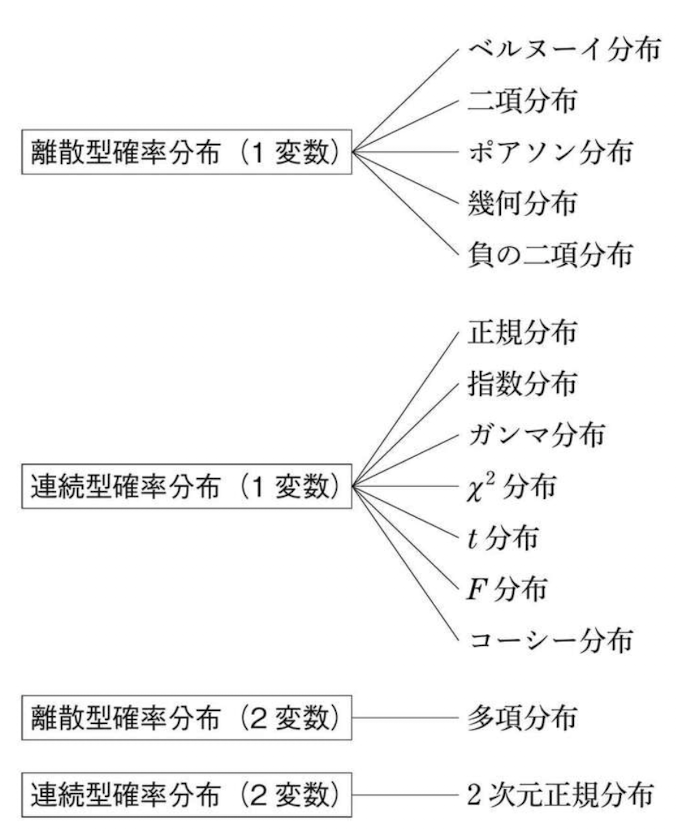 離散型確率分布（1 変数）
ベルヌーイ分布
二項分布
ポアソン分布
幾何分布
負の二項分布
連続型確率分布（1 変数）
正規分布
指数分布
ガンマ分布
χ² 分布
t 分布
F 分布
コーシー分布
離散型確率分布（2 変数）
多項分布
連続型確率分布（2 変数）
2 次元正規分布